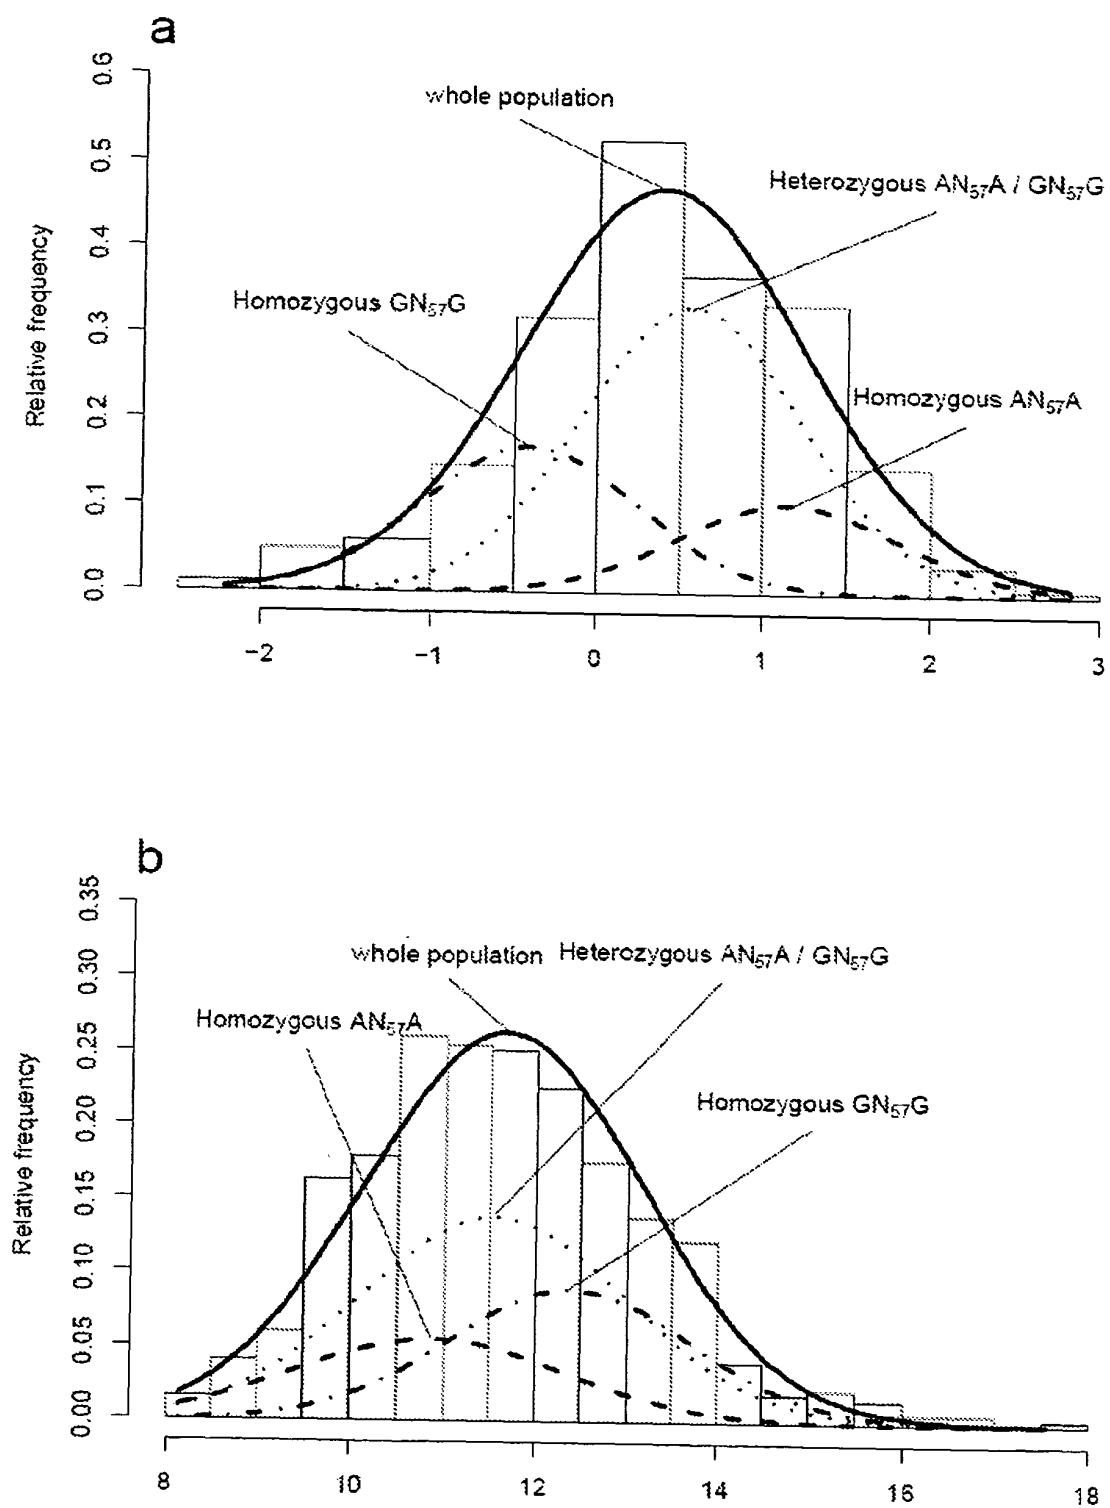 a
0.6
whole population
0.5
Heterozygous AN57A / GN57G
0.4
Homozygous GN57G
0.3
Homozygous AN57A
0.2
0.1
0.0
Relative frequency
−2 −1 0 1 2 3
b
0.35
whole population Heterozygous AN57A / GN57G
0.30
Homozygous AN57A
0.25
Homozygous GN57G
0.20
0.15
0.10
0.05
0.00
Relative frequency
8 10 12 14 16 18